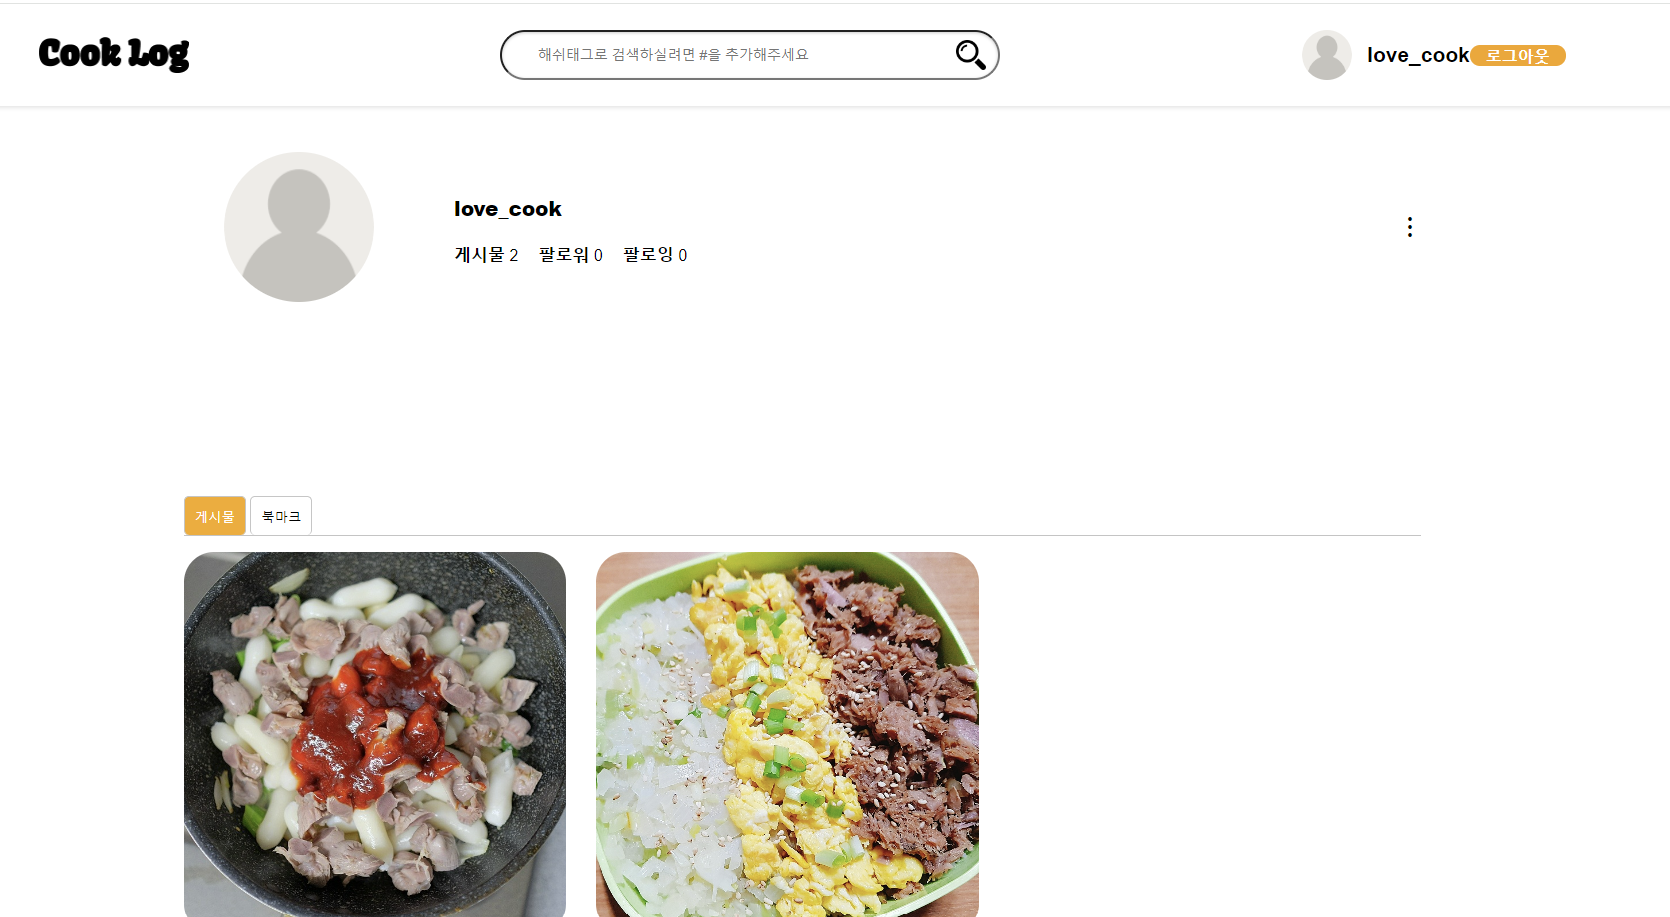 Cook Log
해쉬태그로 검색하실려면 #을 추가해주세요
love_cook 로그아웃
love_cook
게시물 2 팔로워 0 팔로잉 0
게시물 북마크